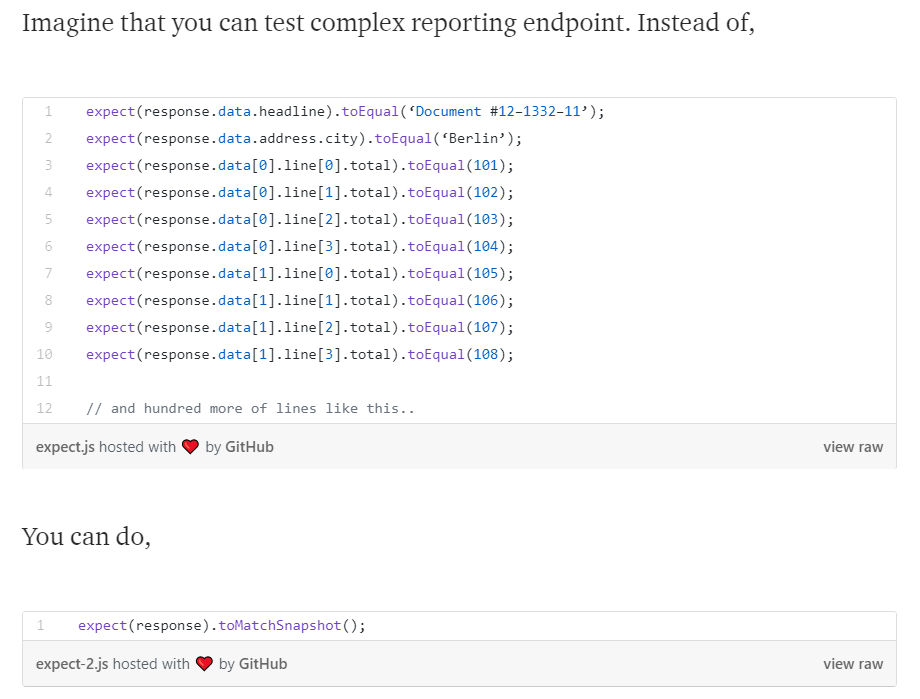 Imagine that you can test complex reporting endpoint. Instead of,
1 expect(response.data.headline).toEqual(‘Document #12–1332–11’);
2 expect(response.data.address.city).toEqual(‘Berlin’);
3 expect(response.data[0].line[0].total).toEqual(101);
4 expect(response.data[0].line[1].total).toEqual(102);
5 expect(response.data[0].line[2].total).toEqual(103);
6 expect(response.data[0].line[3].total).toEqual(104);
7 expect(response.data[1].line[0].total).toEqual(105);
8 expect(response.data[1].line[1].total).toEqual(106);
9 expect(response.data[1].line[2].total).toEqual(107);
10 expect(response.data[1].line[3].total).toEqual(108);
11
12 // and hundred more of lines like this..
expect.js hosted with ❤ by GitHub view raw
You can do,
1 expect(response).toMatchSnapshot();
expect-2.js hosted with ❤ by GitHub view raw